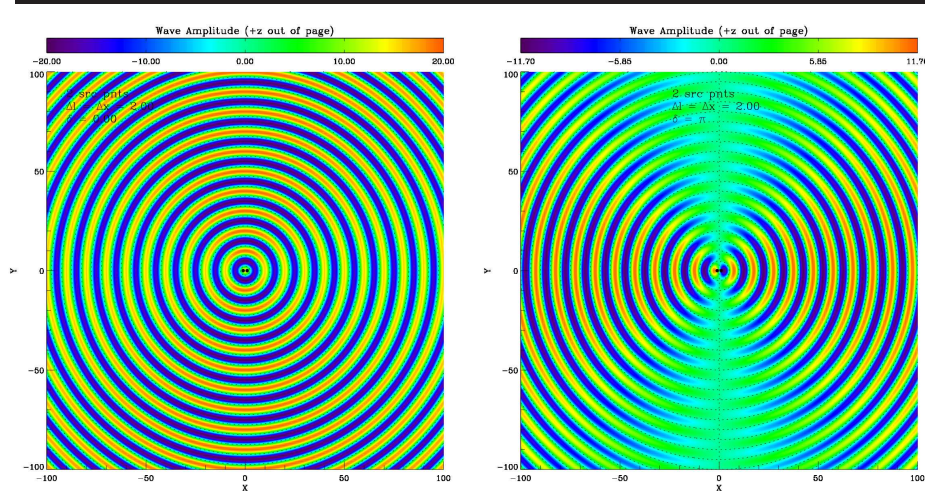 Wave Amplitude (+z out of page)
-20.00 -10.00 0.00 10.00 20.00
100
50
0
-50
-100
Y
src pnts
Δl = Δx = 2.00
= 0.00
-100 -50 0 50 100
X
Wave Amplitude (+z out of page)
-11.70 -5.85 0.00 5.85 11.70
100
50
0
-50
-100
Y
2 src pnts
Δl = Δx = 2.00
δ = π
-100 -50 0 50 100
X